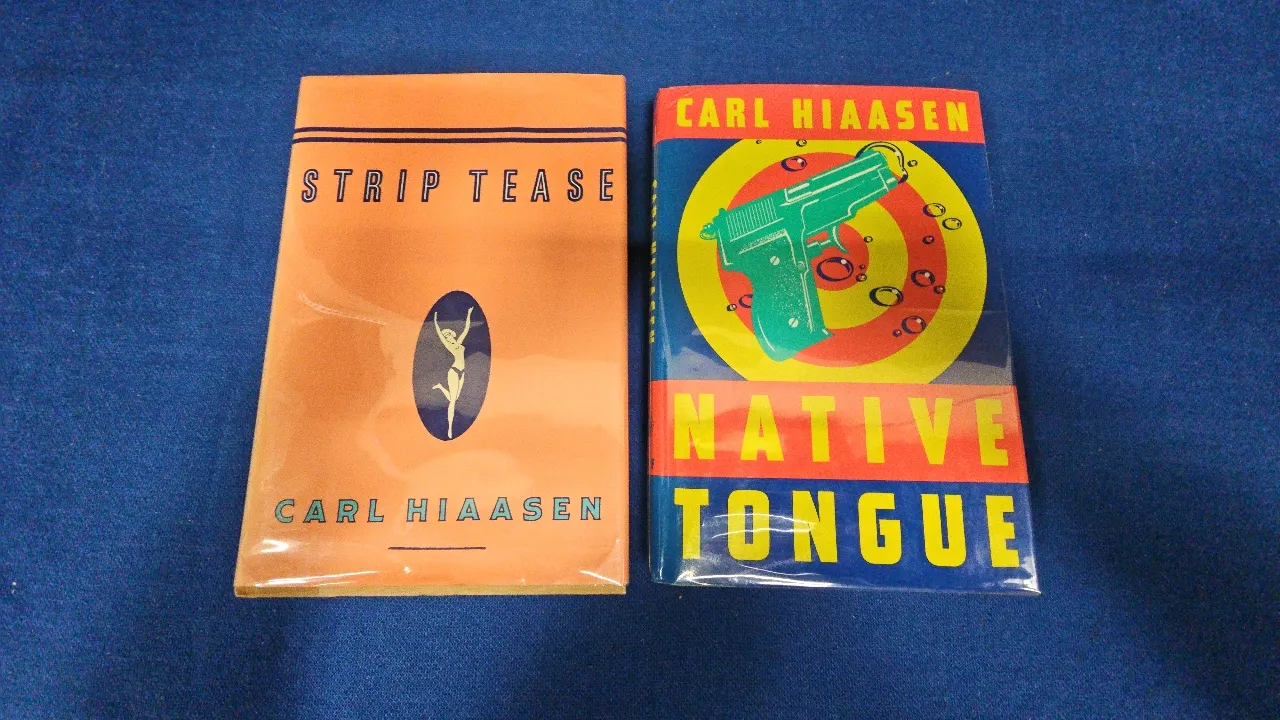 STRIP TEASE
CARL HIAASEN
CARL HIAASEN
NATIVE
TONGUE